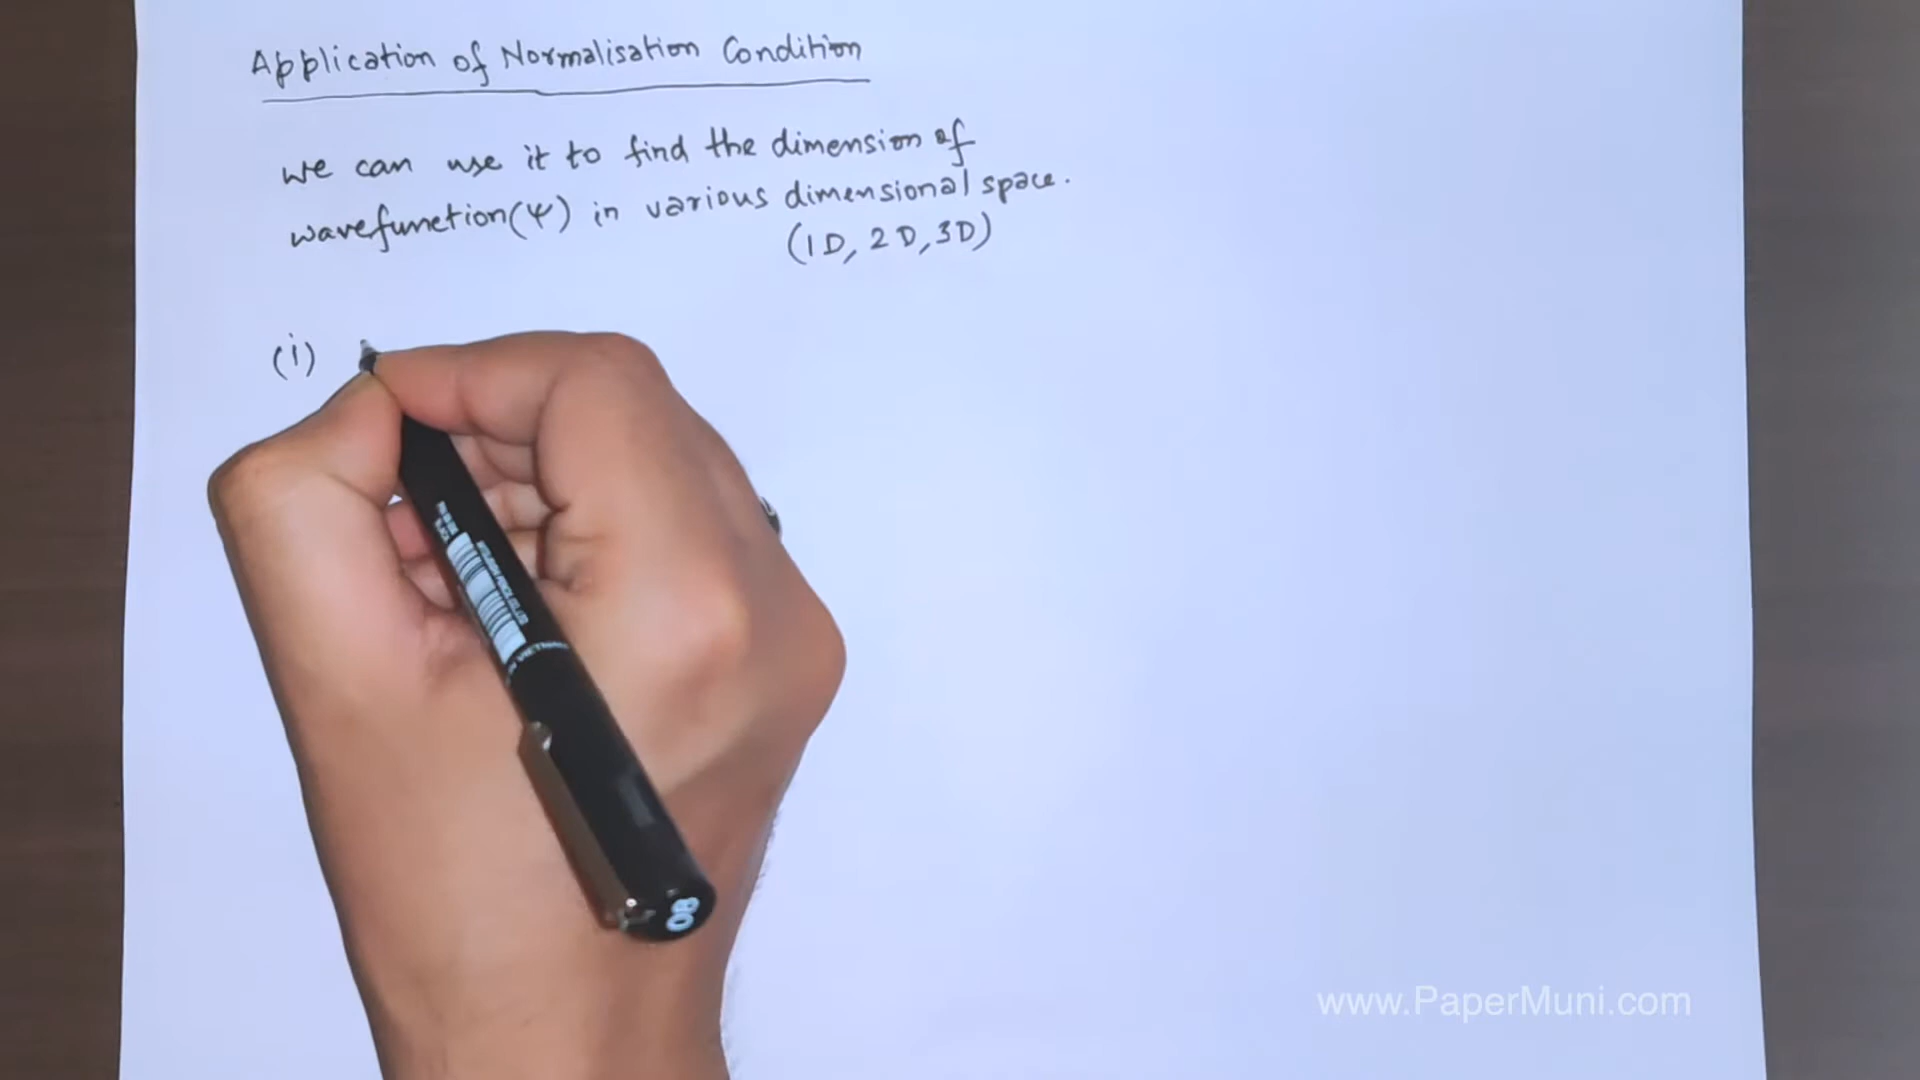 Application of Normalisation Condition
we can use it to find the dimension of
wavefunction(ψ) in various dimensional space.
(1D, 2D, 3D)
(i)
08
www.PaperMuni.com